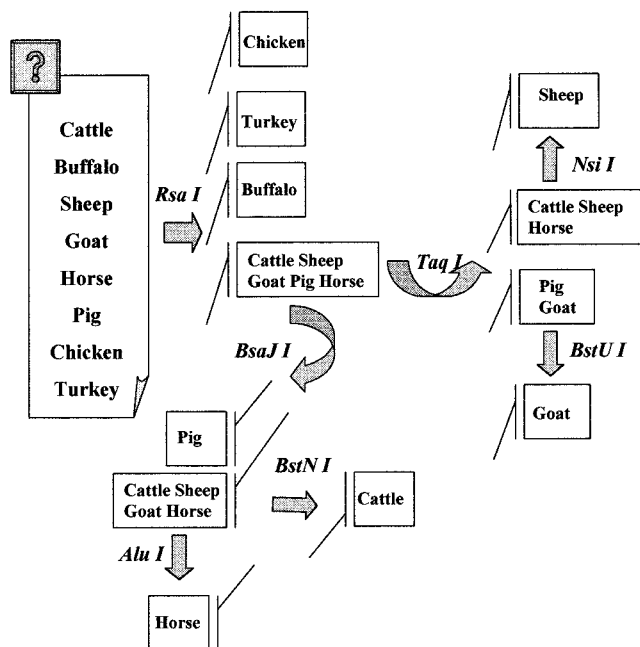 ?
Cattle
Buffalo
Sheep
Goat
Horse
Pig
Chicken
Turkey
Rsa I
Chicken
Turkey
Buffalo
Cattle Sheep
Goat Pig Horse
Taq I
Sheep
Nsi I
Cattle Sheep
Horse
Pig
Goat
BstU I
Goat
BsaJ I
Pig
Cattle Sheep
Goat Horse
BstN I
Cattle
Alu I
Horse